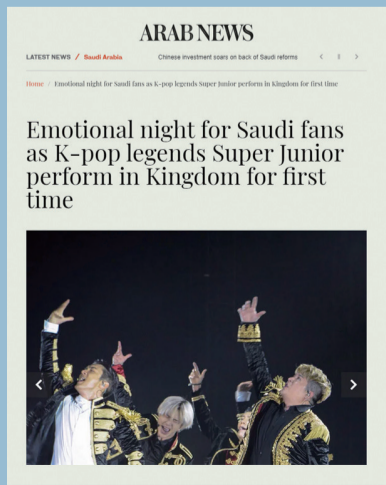 ARAB NEWS
LATEST NEWS / Saudi Arabia Chinese investment soars on back of Saudi reforms
Home / Emotional night for Saudi fans as K-pop legends Super Junior perform in Kingdom for first time
Emotional night for Saudi fans
as K-pop legends Super Junior
perform in Kingdom for first
time